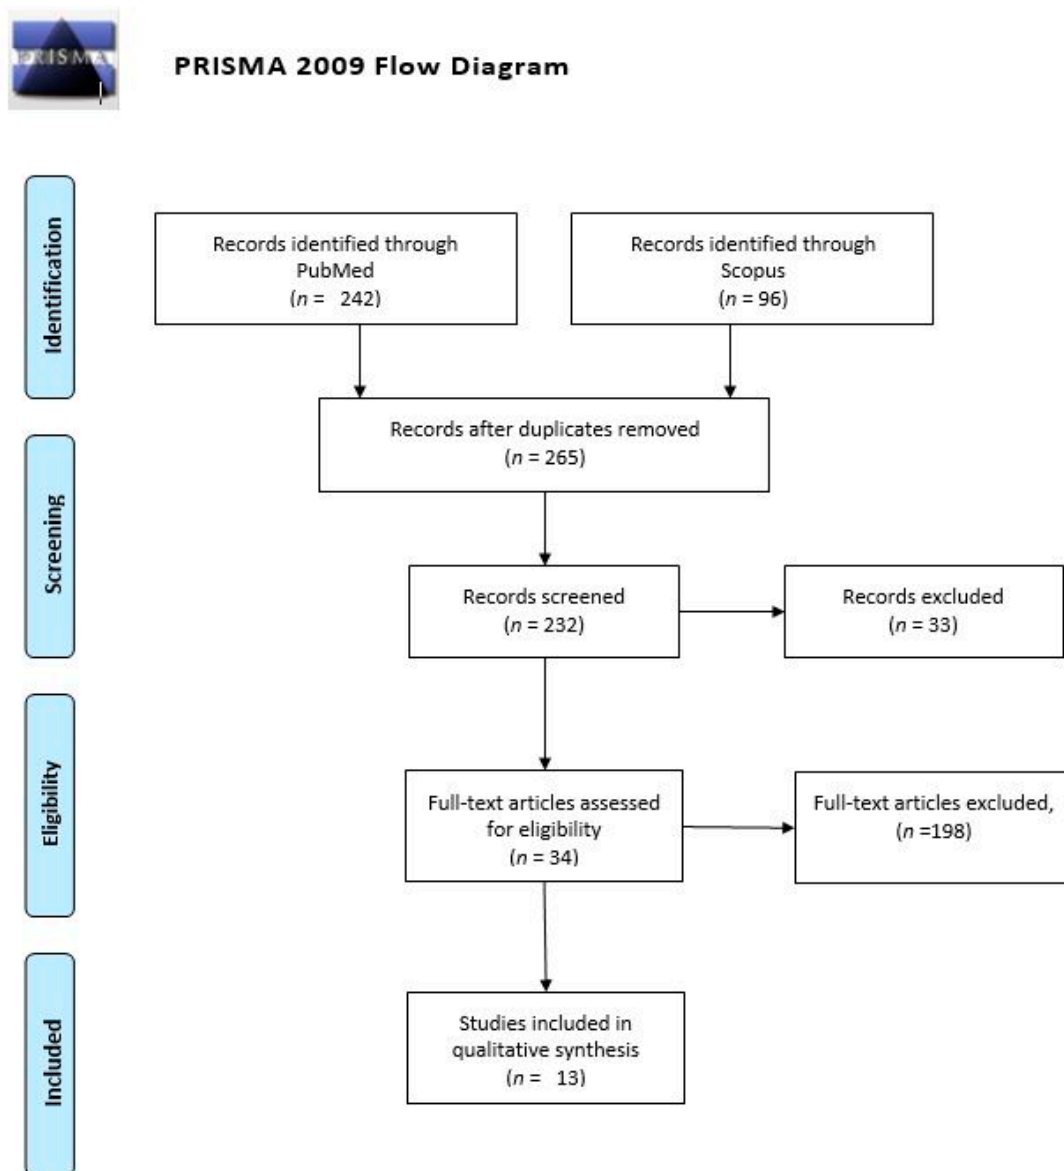 PRISMA
PRISMA 2009 Flow Diagram
Identification
Records identified through
PubMed
(n =   242)
Records identified through
Scopus
(n = 96)
Records after duplicates removed
(n = 265)
Screening
Records screened
(n = 232)
Records excluded
(n = 33)
Eligibility
Full-text articles assessed
for eligibility
(n = 34)
Full-text articles excluded,
(n =198)
Included
Studies included in
qualitative synthesis
(n =   13)